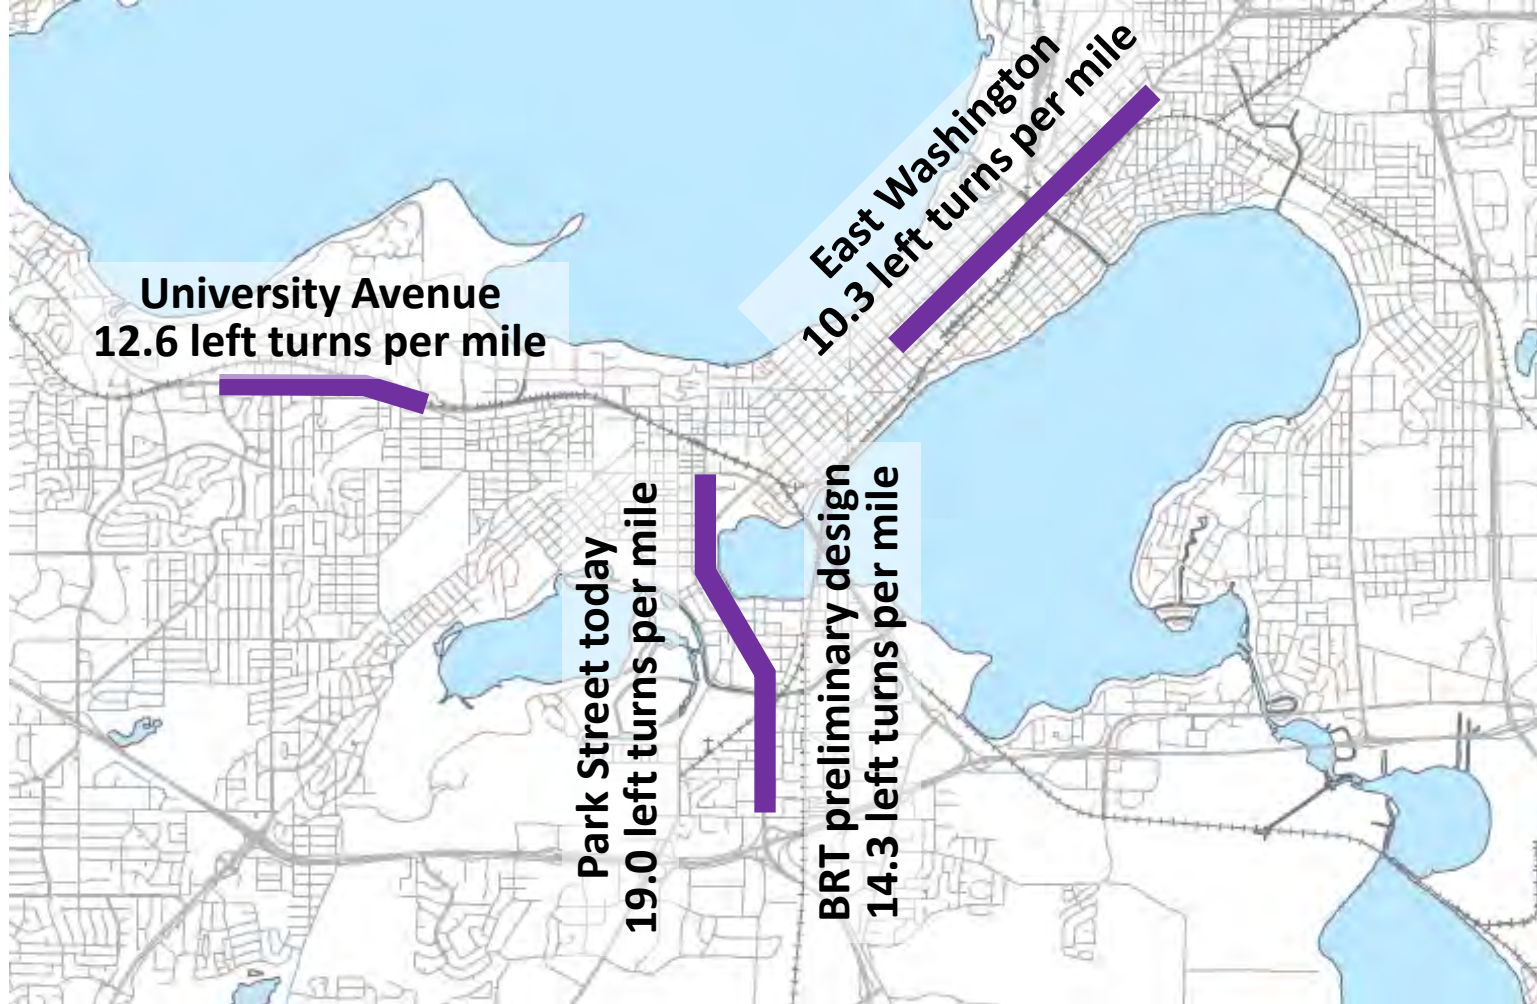 East Washington
10.3 left turns per mile
University Avenue
12.6 left turns per mile
Park Street today
19.0 left turns per mile
BRT preliminary design
14.3 left turns per mile